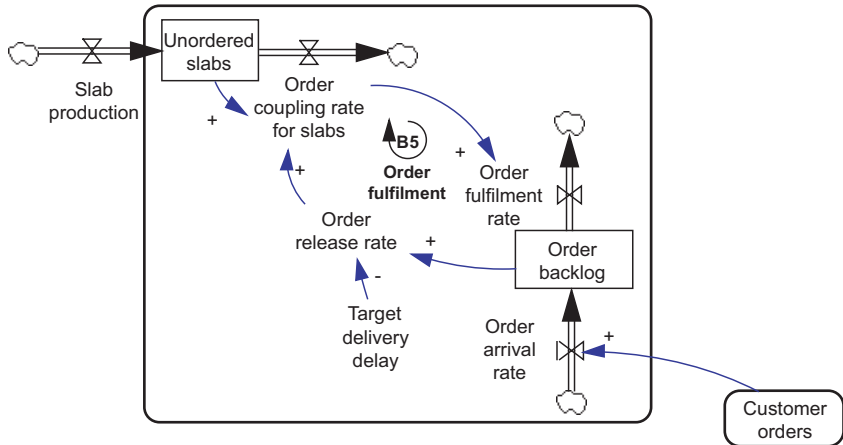 Unordered
slabs
Slab
production
Order
coupling rate
for slabs
+
+
B5
Order
fulfilment
+
Order
fulfilment
rate
Order
release rate
+
Order
backlog
-
Target
delivery
delay
Order
arrival
rate
+
Customer
orders